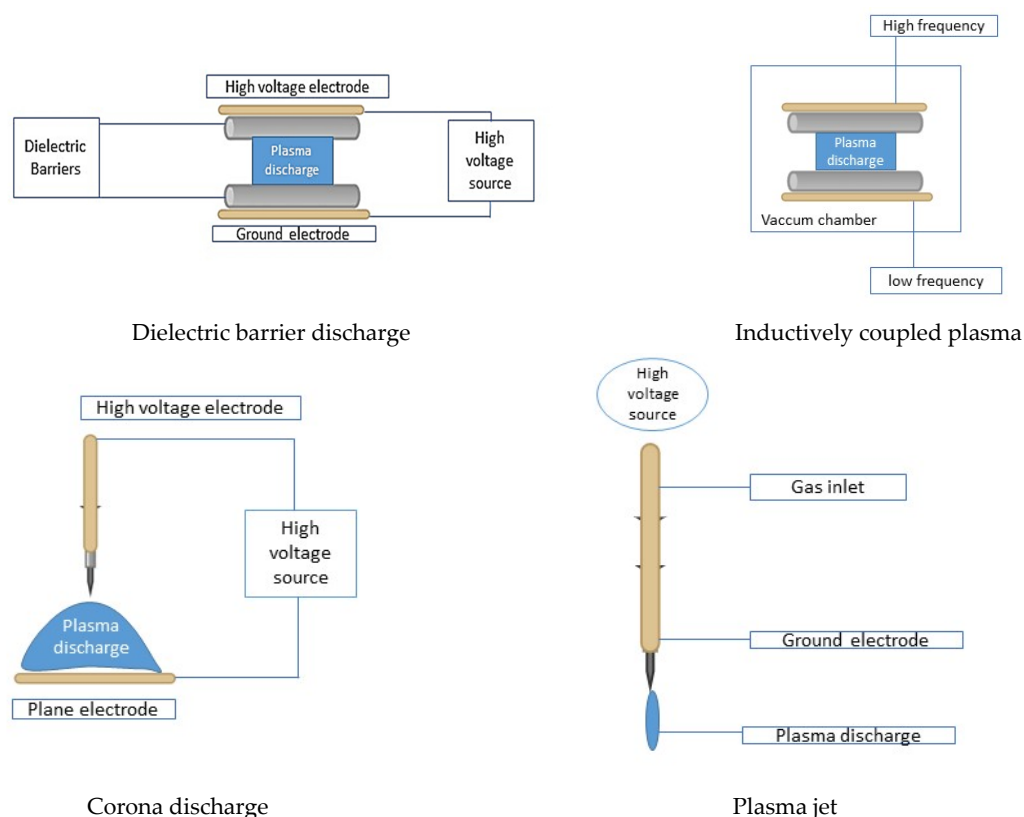 High voltage electrode
Dielectric
Barriers
Plasma
discharge
High
voltage
source
Ground electrode
Dielectric barrier discharge
High frequency
Plasma
discharge
Vaccum chamber
low frequency
Inductively coupled plasma
High voltage electrode
High
voltage
source
Plasma
discharge
Plane electrode
Corona discharge
High
voltage
source
Gas inlet
Ground electrode
Plasma discharge
Plasma jet